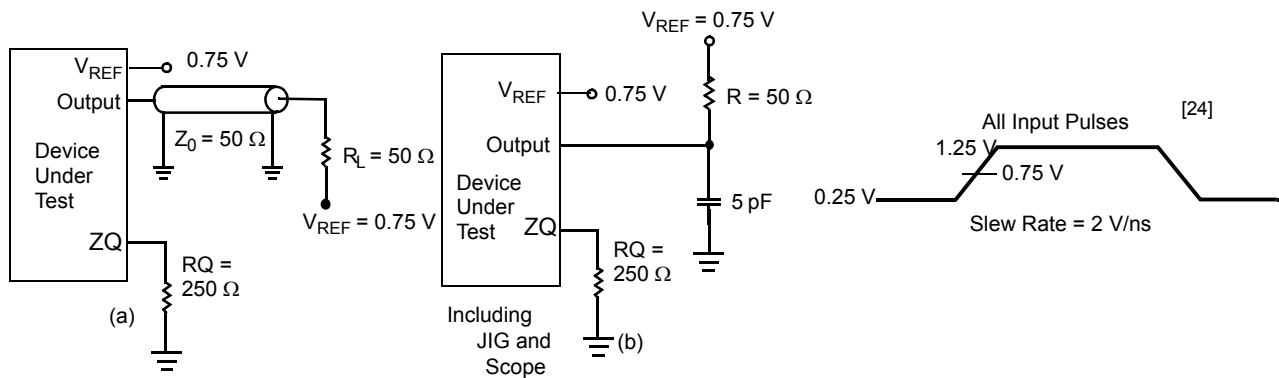 V_REF 0.75 V
Output
Z_0 = 50 Ω
Device
Under
Test
R_L = 50 Ω
V_REF = 0.75 V
ZQ
RQ =
250 Ω
(a)
V_REF = 0.75 V
V_REF 0.75 V
R = 50 Ω
Output
Device
Under
Test
5 pF
ZQ
RQ =
250 Ω
Including
JIG and
Scope
(b)
[24]
All Input Pulses
1.25 V
0.75 V
0.25 V
Slew Rate = 2 V/ns